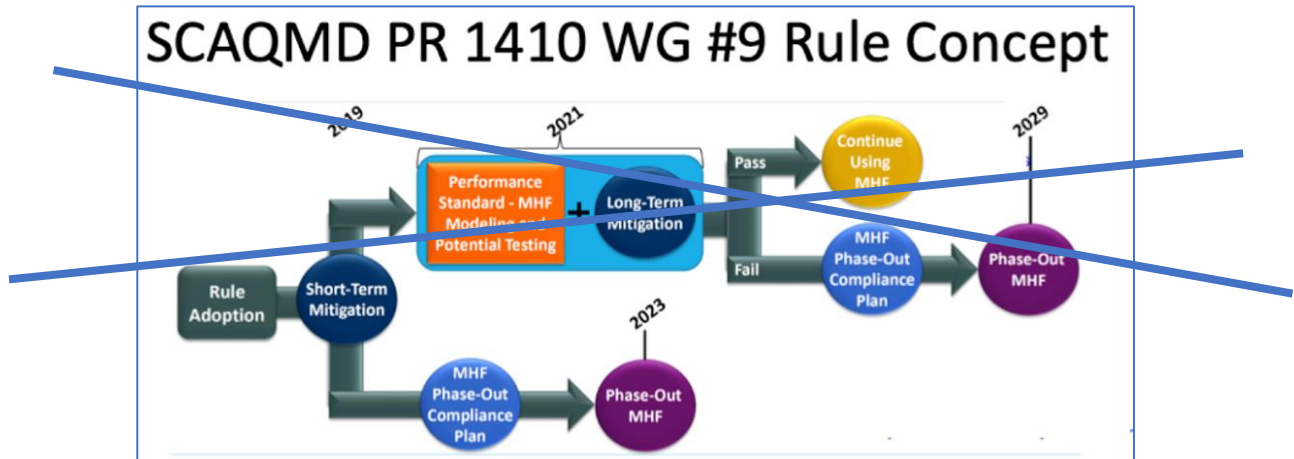 SCAQMD PR 1410 WG #9 Rule Concept
2019
2021
2029
Performance
Standard - MHF
Modeling and
Potential Testing
+
Long-Term
Mitigation
Pass
Continue
Using
MHF
Fail
MHF
Phase-Out
Compliance
Plan
Phase-Out
MHF
Rule
Adoption
Short-Term
Mitigation
2023
MHF
Phase-Out
Compliance
Plan
Phase-Out
MHF